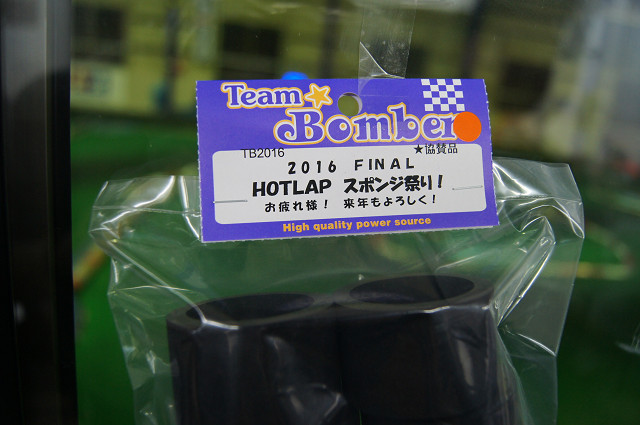 Team
Bomber
TB2016 ★協賛品
2016 FINAL
HOTLAP スポンジ祭り!
お疲れ様! 来年もよろしく!
High quality power source